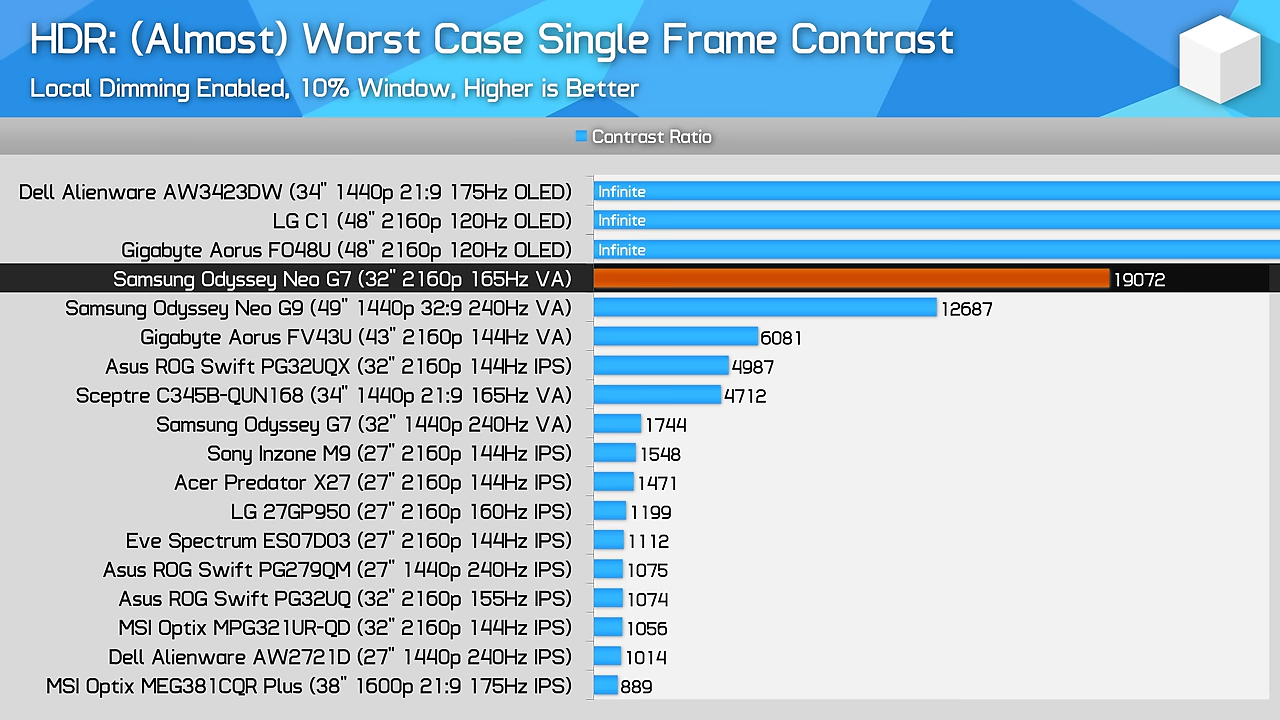 HDR: (Almost) Worst Case Single Frame Contrast
Local Dimming Enabled, 10% Window, Higher is Better
Contrast Ratio
Dell Alienware AW3423DW (34" 1440p 21:9 175Hz OLED) Infinite
LG C1 (48" 2160p 120Hz OLED) Infinite
Gigabyte Aorus FO48U (48" 2160p 120Hz OLED) Infinite
Samsung Odyssey Neo G7 (32" 2160p 165Hz VA) 19072
Samsung Odyssey Neo G9 (49" 1440p 32:9 240Hz VA) 12687
Gigabyte Aorus FV43U (43" 2160p 144Hz VA) 6081
Asus ROG Swift PG32UQX (32" 2160p 144Hz IPS) 4987
Sceptre C345B-QUN168 (34" 1440p 21:9 165Hz VA) 4712
Samsung Odyssey G7 (32" 1440p 240Hz VA) 1744
Sony Inzone M9 (27" 2160p 144Hz IPS) 1548
Acer Predator X27 (27" 2160p 144Hz IPS) 1471
LG 27GP950 (27" 2160p 160Hz IPS) 1199
Eve Spectrum ES07D03 (27" 2160p 144Hz IPS) 1112
Asus ROG Swift PG279QM (27" 1440p 240Hz IPS) 1075
Asus ROG Swift PG32UQ (32" 2160p 155Hz IPS) 1074
MSI Optix MPG321UR-QD (32" 2160p 144Hz IPS) 1056
Dell Alienware AW2721D (27" 1440p 240Hz IPS) 1014
MSI Optix MEG381CQR Plus (38" 1600p 21:9 175Hz IPS) 889